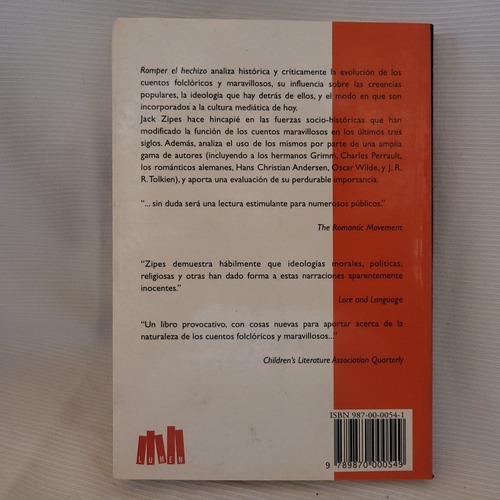 Romper el hechizo analiza histórica y críticamente la evolución de los
cuentos folclóricos y maravillosos, su influencia sobre las creencias
populares, la ideología que hay detrás de ellos, y el modo en que son
incorporados a la cultura mediática de hoy.
Jack Zipes hace hincapié en las fuerzas socio-históricas que han
modificado la función de los cuentos maravillosos en los últimos tres
siglos. Además, analiza el uso de los mismos por parte de una amplia
gama de autores (incluyendo a los hermanos Grimm, Charles Perrault,
los románticos alemanes, Hans Christian Andersen, Oscar Wilde, y J. R.
R. Tolkien), y aporta una evaluación de su perdurable importancia.
"... sin duda será una lectura estimulante para numerosos públicos."
The Romantic Movement
"Zipes demuestra hábilmente que ideologías morales, políticas,
religiosas y otras han dado forma a estas narraciones aparentemente
inocentes."
Lore and Language
"Un libro provocativo, con cosas nuevas para aportar acerca de la
naturaleza de los cuentos folclóricos y maravillosos..."
Children's Literature Association Quarterly
ISBN 987-00-0054-1
9 789870 000549
LUMEN